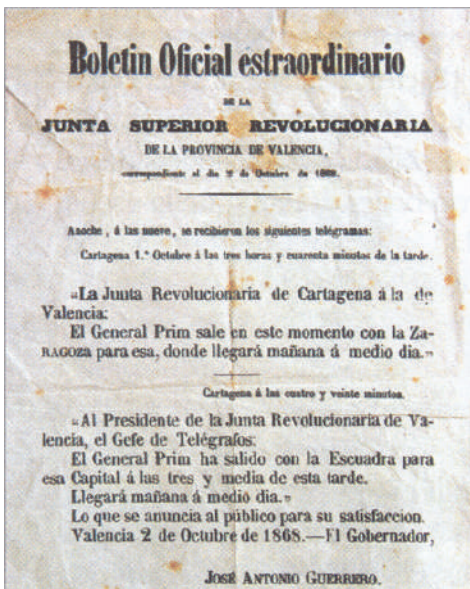 Boletin Oficial estraordinario
DE LA
JUNTA SUPERIOR REVOLUCIONARIA
DE LA PROVINCIA DE VALENCIA,
correspondiente al dia 2 de Octubre de 1868.
Anoche, á las nueve, se recibieron los siguientes telégramas:
Cartagena 1.º Octubre á las tres horas y cuarenta minutos de la tarde.
«La Junta Revolucionaria de Cartagena á la de
Valencia:
El General Prim sale en este momento con la ZA-
RAGOZA para esa, donde llegará mañana á medio dia.»
Cartagena á las cuatro y veinte minutos.
«Al Presidente de la Junta Revolucionaria de Va-
lencia, el Gefe de Telégrafos:
El General Prim ha salido con la Escuadra para
esa Capital á las tres y media de esta tarde.
Llegará mañana á medio dia.»
Lo que se anuncia al público para su satisfaccion.
Valencia 2 de Octubre de 1868.—El Gobernador,
JOSÉ ANTONIO GUERRERO.